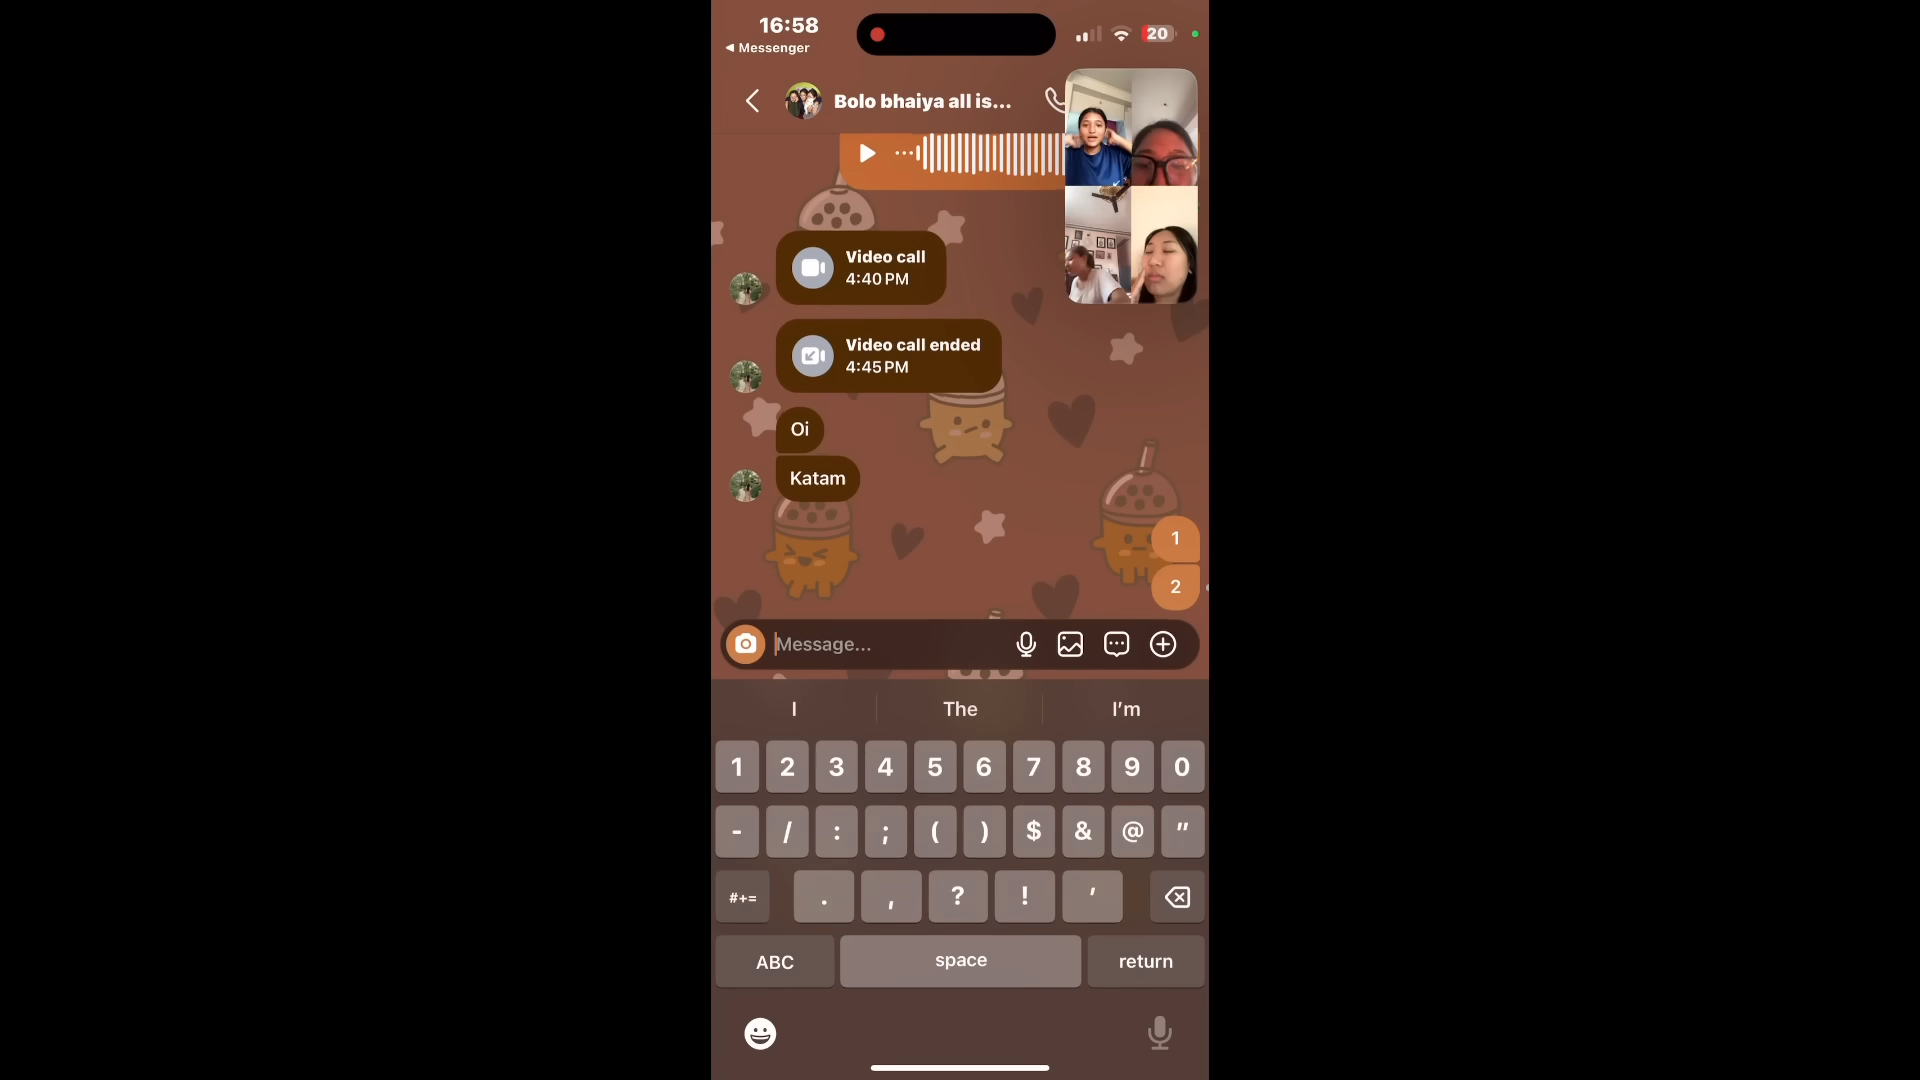 16:58
20
◀ Messenger
Bolo bhaiya all is...
Video call
4:40 PM
Video call ended
4:45 PM
Oi
Katam
1
2
Message...
I The I'm
1 2 3 4 5 6 7 8 9 0
- / : ; ( ) $ & @ "
#+= . , ? ! '
ABC space return